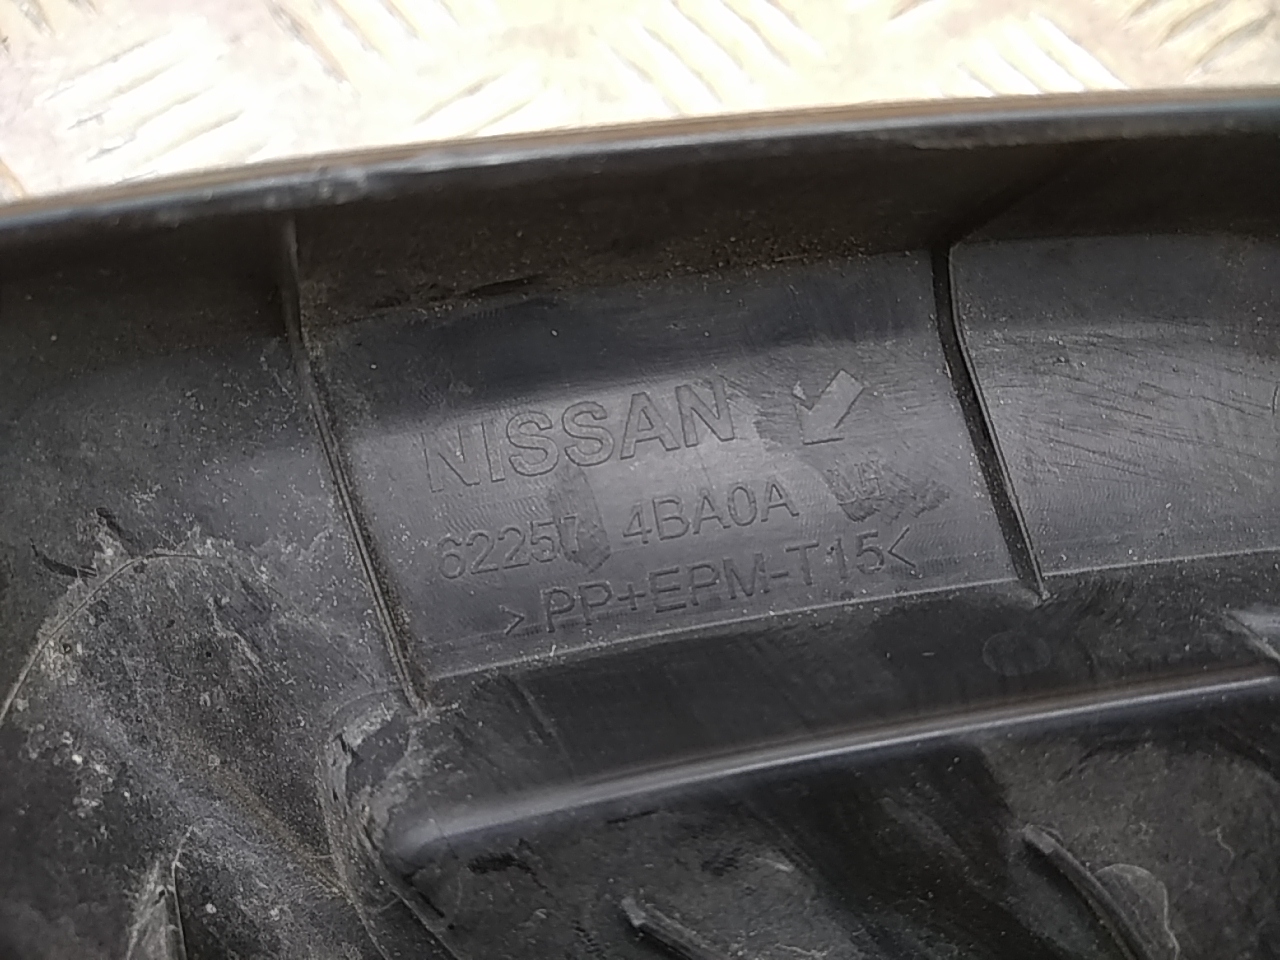 NISSAN
62257 4BA0A
>PP+EPM-T15<